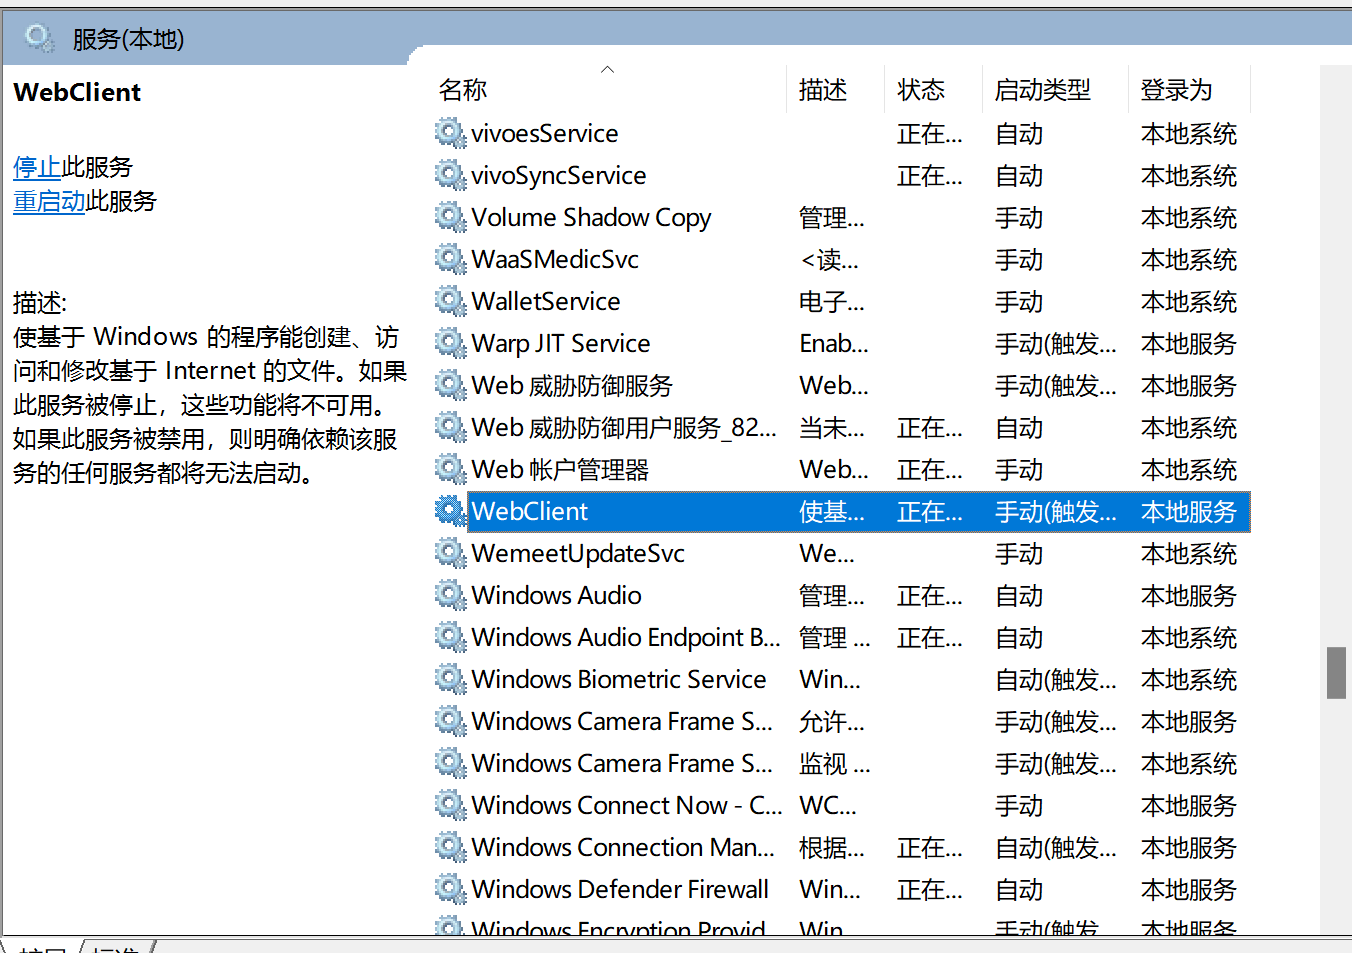 服务(本地)
WebClient
停止此服务
重启动此服务
描述:
使基于 Windows 的程序能创建、访
问和修改基于 Internet 的文件。如果
此服务被停止，这些功能将不可用。
如果此服务被禁用，则明确依赖该服
务的任何服务都将无法启动。
名称 描述 状态 启动类型 登录为
vivoesService 正在... 自动 本地系统
vivoSyncService 正在... 自动 本地系统
Volume Shadow Copy 管理... 手动 本地系统
WaaSMedicSvc <读... 手动 本地系统
WalletService 电子... 手动 本地系统
Warp JIT Service Enab... 手动(触发... 本地服务
Web 威胁防御服务 Web... 手动(触发... 本地服务
Web 威胁防御用户服务_82... 当未... 正在... 自动 本地系统
Web 帐户管理器 Web... 正在... 手动 本地系统
WebClient 使基... 正在... 手动(触发... 本地服务
WemeetUpdateSvc We... 手动 本地系统
Windows Audio 管理... 正在... 自动 本地服务
Windows Audio Endpoint B... 管理 ... 正在... 自动 本地系统
Windows Biometric Service Win... 自动(触发... 本地系统
Windows Camera Frame S... 允许... 手动(触发... 本地服务
Windows Camera Frame S... 监视 ... 手动(触发... 本地系统
Windows Connect Now - C... WC... 手动 本地服务
Windows Connection Man... 根据... 正在... 自动(触发... 本地服务
Windows Defender Firewall Win... 正在... 自动 本地服务
Windows Encryption Provid... Win... 手动(触发... 本地服务
扩展 标准